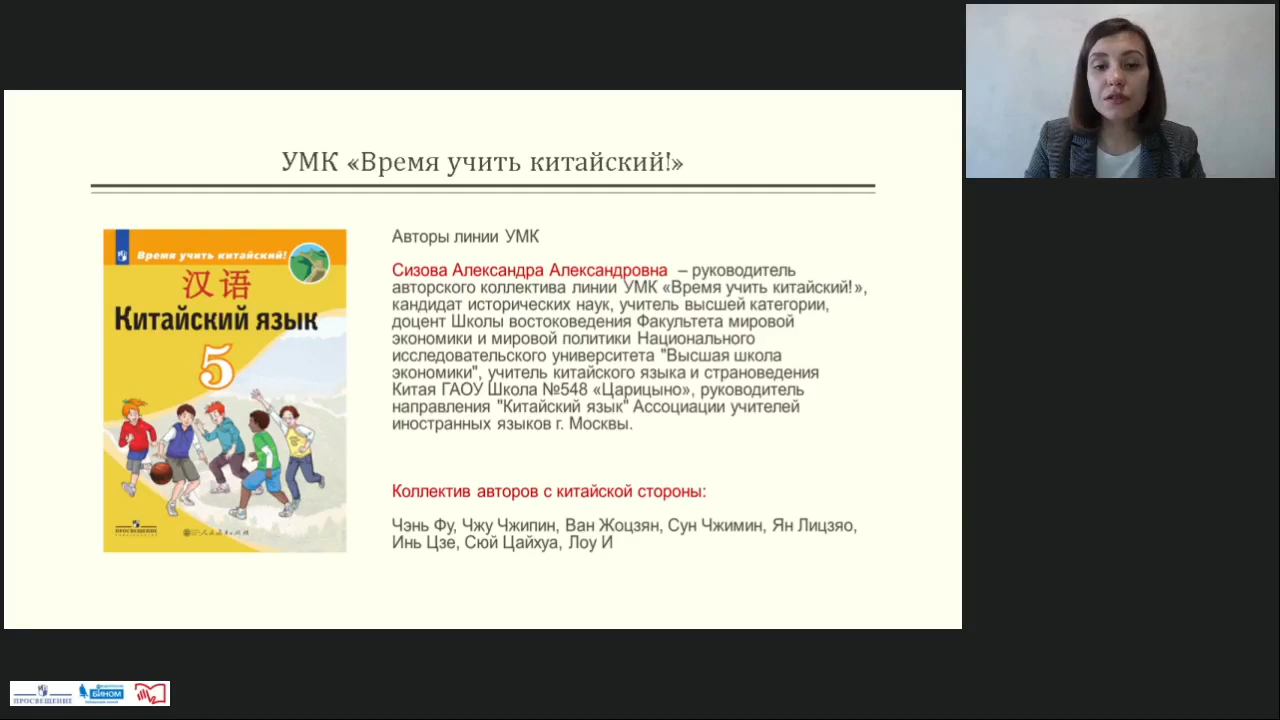 УМК «Время учить китайский!»
Время учить китайский!
汉语
Китайский язык
5
ПРОСВЕЩЕНИЕ
Авторы линии УМК
Сизова Александра Александровна – руководитель
авторского коллектива линии УМК «Время учить китайский!»,
кандидат исторических наук, учитель высшей категории,
доцент Школы востоковедения Факультета мировой
экономики и мировой политики Национального
исследовательского университета "Высшая школа
экономики", учитель китайского языка и страноведения
Китая ГАОУ Школа №548 «Царицыно», руководитель
направления "Китайский язык" Ассоциации учителей
иностранных языков г. Москвы.
Коллектив авторов с китайской стороны:
Чэнь Фу, Чжу Чжипин, Ван Жоцзян, Сун Чжимин, Ян Лицзяо,
Инь Цзе, Сюй Цайхуа, Лоу И
ПРОСВЕЩЕНИЕ
БИНОМ